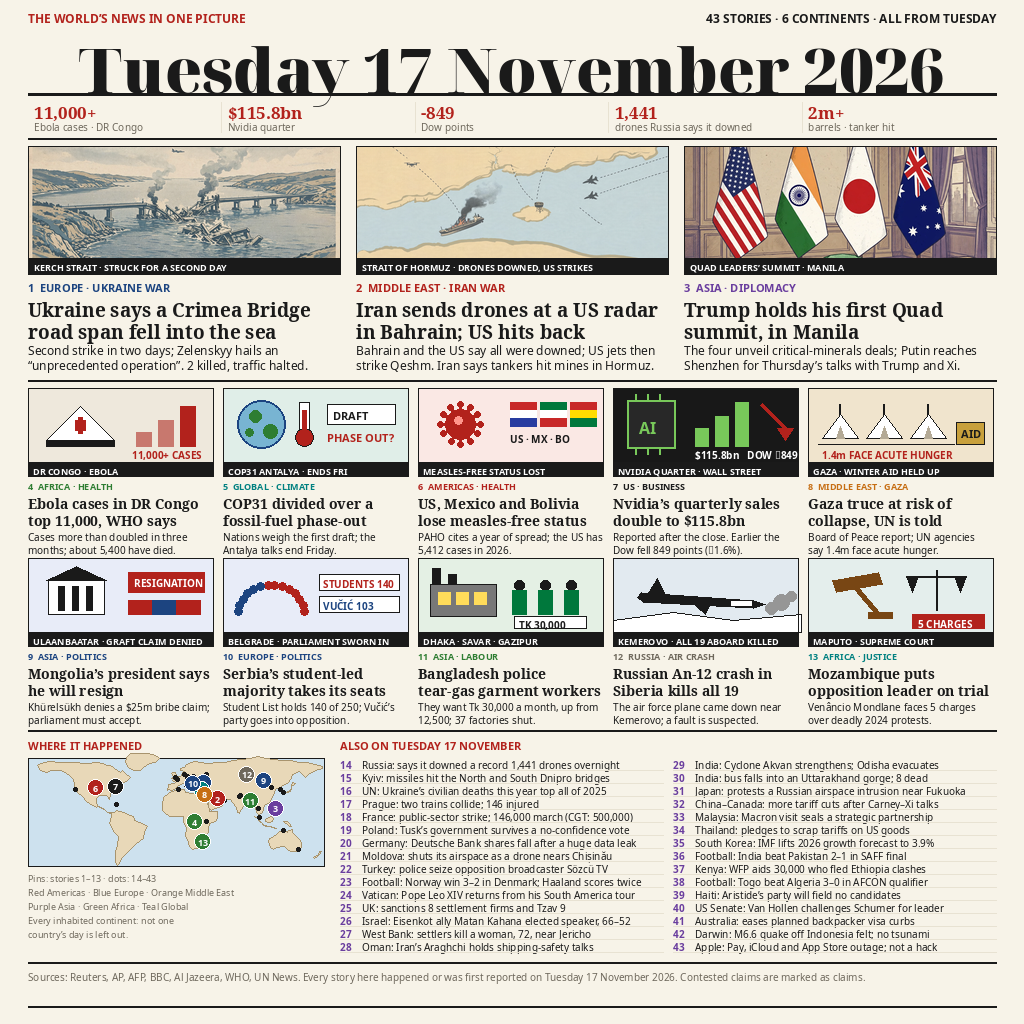 THE WORLD'S NEWS IN ONE PICTURE
43 STORIES · 6 CONTINENTS · ALL FROM TUESDAY
Tuesday 17 November 2026
11,000+
Ebola cases · DR Congo
$115.8bn
Nvidia quarter
-849
Dow points
1,441
drones Russia says it downed
2m+
barrels · tanker hit
KERCH STRAIT · STRUCK FOR A SECOND DAY
1 EUROPE · UKRAINE WAR
Ukraine says a Crimea Bridge
road span fell into the sea
Second strike in two days; Zelenskyy hails an
“unprecedented operation”. 2 killed, traffic halted.
STRAIT OF HORMUZ · DRONES DOWNED, US STRIKES
2 MIDDLE EAST · IRAN WAR
Iran sends drones at a US radar
in Bahrain; US hits back
Bahrain and the US say all were downed; US jets then
strike Qeshm. Iran says tankers hit mines in Hormuz.
QUAD LEADERS' SUMMIT · MANILA
3 ASIA · DIPLOMACY
Trump holds his first Quad
summit, in Manila
The four unveil critical-minerals deals; Putin reaches
Shenzhen for Thursday's talks with Trump and Xi.
11,000+ CASES
DR CONGO · EBOLA
4 AFRICA · HEALTH
Ebola cases in DR Congo
top 11,000, WHO says
Cases more than doubled in three
months; about 5,400 have died.
DRAFT
PHASE OUT?
COP31 ANTALYA · ENDS FRI
5 GLOBAL · CLIMATE
COP31 divided over a
fossil-fuel phase-out
Nations weigh the first draft; the
Antalya talks end Friday.
US · MX · BO
MEASLES-FREE STATUS LOST
6 AMERICAS · HEALTH
US, Mexico and Bolivia
lose measles-free status
PAHO cites a year of spread; the US has
5,412 cases in 2026.
AI
$115.8bn DOW ▯849
NVIDIA QUARTER · WALL STREET
7 US · BUSINESS
Nvidia's quarterly sales
double to $115.8bn
Reported after the close. Earlier the
Dow fell 849 points (▯1.6%).
AID
1.4m FACE ACUTE HUNGER
GAZA · WINTER AID HELD UP
8 MIDDLE EAST · GAZA
Gaza truce at risk of
collapse, UN is told
Board of Peace report; UN agencies
say 1.4m face acute hunger.
RESIGNATION
ULAANBAATAR · GRAFT CLAIM DENIED
9 ASIA · POLITICS
Mongolia's president says
he will resign
Khürelsükh denies a $25m bribe claim;
parliament must accept.
STUDENTS 140
VUČIĆ 103
BELGRADE · PARLIAMENT SWORN IN
10 EUROPE · POLITICS
Serbia's student-led
majority takes its seats
Student List holds 140 of 250; Vučić's
party goes into opposition.
TK 30,000
DHAKA · SAVAR · GAZIPUR
11 ASIA · LABOUR
Bangladesh police
tear-gas garment workers
They want Tk 30,000 a month, up from
12,500; 37 factories shut.
KEMEROVO · ALL 19 ABOARD KILLED
12 RUSSIA · AIR CRASH
Russian An-12 crash in
Siberia kills all 19
The air force plane came down near
Kemerovo; a fault is suspected.
5 CHARGES
MAPUTO · SUPREME COURT
13 AFRICA · JUSTICE
Mozambique puts
opposition leader on trial
Venâncio Mondlane faces 5 charges
over deadly 2024 protests.
WHERE IT HAPPENED
6
7
10
8
2
12
9
11
3
4
13
Pins: stories 1–13 · dots: 14–43
Red Americas · Blue Europe · Orange Middle East
Purple Asia · Green Africa · Teal Global
Every inhabited continent: not one
country's day is left out.
ALSO ON TUESDAY 17 NOVEMBER
14 Russia: says it downed a record 1,441 drones overnight
15 Kyiv: missiles hit the North and South Dnipro bridges
16 UN: Ukraine's civilian deaths this year top all of 2025
17 Prague: two trains collide; 146 injured
18 France: public-sector strike; 146,000 march (CGT: 500,000)
19 Poland: Tusk's government survives a no-confidence vote
20 Germany: Deutsche Bank shares fall after a huge data leak
21 Moldova: shuts its airspace as a drone nears Chișinău
22 Turkey: police seize opposition broadcaster Sözcü TV
23 Football: Norway win 3–2 in Denmark; Haaland scores twice
24 Vatican: Pope Leo XIV returns from his South America tour
25 UK: sanctions 8 settlement firms and Tzav 9
26 Israel: Eisenkot ally Matan Kahana elected speaker, 66–52
27 West Bank: settlers kill a woman, 72, near Jericho
28 Oman: Iran's Araghchi holds shipping-safety talks
29 India: Cyclone Akvan strengthens; Odisha evacuates
30 India: bus falls into an Uttarakhand gorge; 8 dead
31 Japan: protests a Russian airspace intrusion near Fukuoka
32 China–Canada: more tariff cuts after Carney–Xi talks
33 Malaysia: Macron visit seals a strategic partnership
34 Thailand: pledges to scrap tariffs on US goods
35 South Korea: IMF lifts 2026 growth forecast to 3.9%
36 Football: India beat Pakistan 2–1 in SAFF final
37 Kenya: WFP aids 30,000 who fled Ethiopia clashes
38 Football: Togo beat Algeria 3–0 in AFCON qualifier
39 Haiti: Aristide's party will field no candidates
40 US Senate: Van Hollen challenges Schumer for leader
41 Australia: eases planned backpacker visa curbs
42 Darwin: M6.6 quake off Indonesia felt; no tsunami
43 Apple: Pay, iCloud and App Store outage; not a hack
Sources: Reuters, AP, AFP, BBC, Al Jazeera, WHO, UN News. Every story here happened or was first reported on Tuesday 17 November 2026. Contested claims are marked as claims.